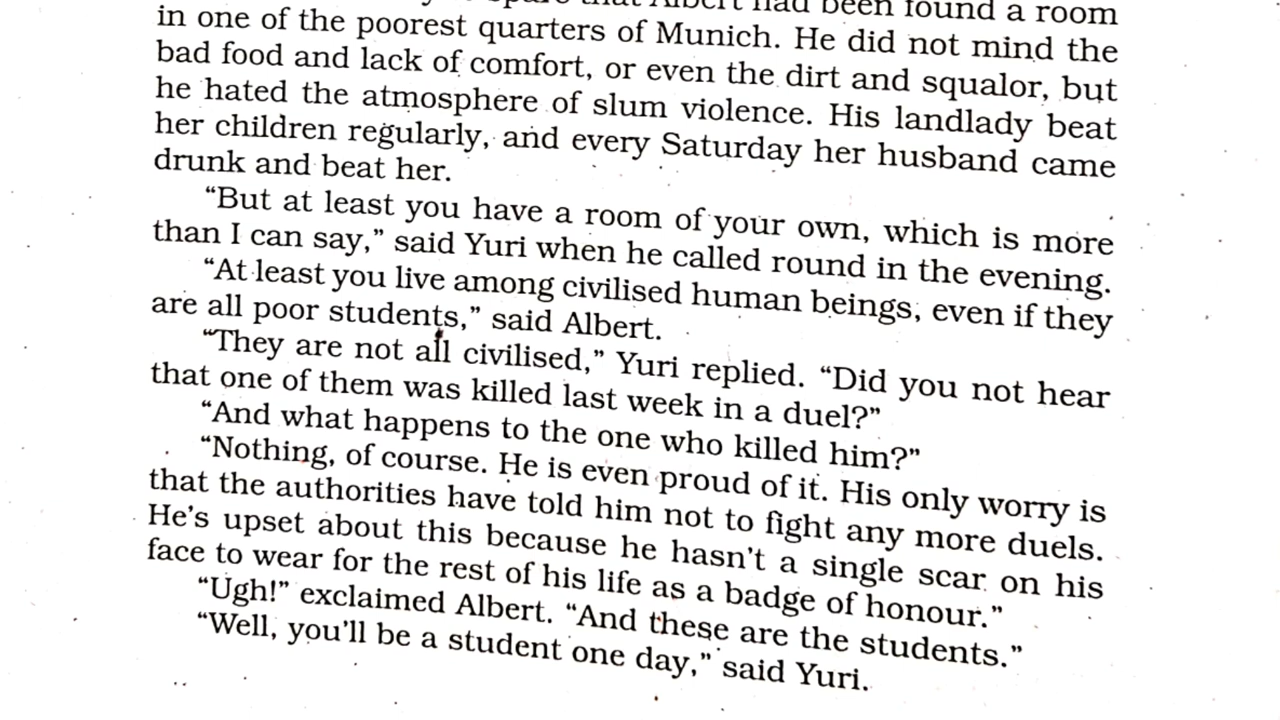 that Albert had been found a room
in one of the poorest quarters of Munich. He did not mind the
bad food and lack of comfort, or even the dirt and squalor, but
he hated the atmosphere of slum violence. His landlady beat
her children regularly, and every Saturday her husband came
drunk and beat her.
“But at least you have a room of your own, which is more
than I can say,” said Yuri when he called round in the evening.
“At least you live among civilised human beings, even if they
are all poor students,” said Albert.
“They are not all civilised,” Yuri replied. “Did you not hear
that one of them was killed last week in a duel?”
“And what happens to the one who killed him?”
“Nothing, of course. He is even proud of it. His only worry is
that the authorities have told him not to fight any more duels.
He’s upset about this because he hasn’t a single scar on his
face to wear for the rest of his life as a badge of honour.”
“Ugh!” exclaimed Albert. “And these are the students.”
“Well, you’ll be a student one day,” said Yuri.